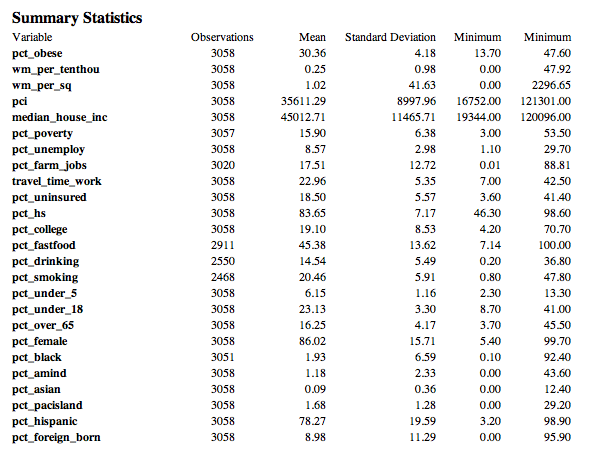 Summary Statistics
Variable Observations Mean Standard Deviation Minimum Minimum
pct_obese 3058 30.36 4.18 13.70 47.60
wm_per_tenthou 3058 0.25 0.98 0.00 47.92
wm_per_sq 3058 1.02 41.63 0.00 2296.65
pci 3058 35611.29 8997.96 16752.00 121301.00
median_house_inc 3058 45012.71 11465.71 19344.00 120096.00
pct_poverty 3057 15.90 6.38 3.00 53.50
pct_unemploy 3058 8.57 2.98 1.10 29.70
pct_farm_jobs 3020 17.51 12.72 0.01 88.81
travel_time_work 3058 22.96 5.35 7.00 42.50
pct_uninsured 3058 18.50 5.57 3.60 41.40
pct_hs 3058 83.65 7.17 46.30 98.60
pct_college 3058 19.10 8.53 4.20 70.70
pct_fastfood 2911 45.38 13.62 7.14 100.00
pct_drinking 2550 14.54 5.49 0.20 36.80
pct_smoking 2468 20.46 5.91 0.80 47.80
pct_under_5 3058 6.15 1.16 2.30 13.30
pct_under_18 3058 23.13 3.30 8.70 41.00
pct_over_65 3058 16.25 4.17 3.70 45.50
pct_female 3058 86.02 15.71 5.40 99.70
pct_black 3051 1.93 6.59 0.10 92.40
pct_amind 3058 1.18 2.33 0.00 43.60
pct_asian 3058 0.09 0.36 0.00 12.40
pct_pacisland 3058 1.68 1.28 0.00 29.20
pct_hispanic 3058 78.27 19.59 3.20 98.90
pct_foreign_born 3058 8.98 11.29 0.00 95.90